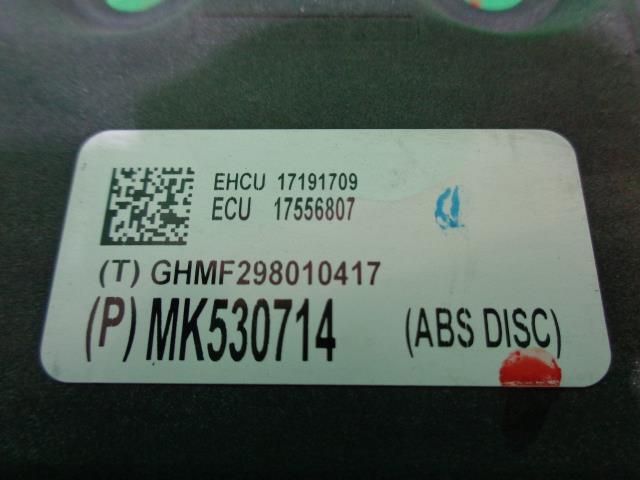 EHCU 17191709
ECU 17556807
(T) GHMF298010417
(P) MK530714 (ABS DISC)